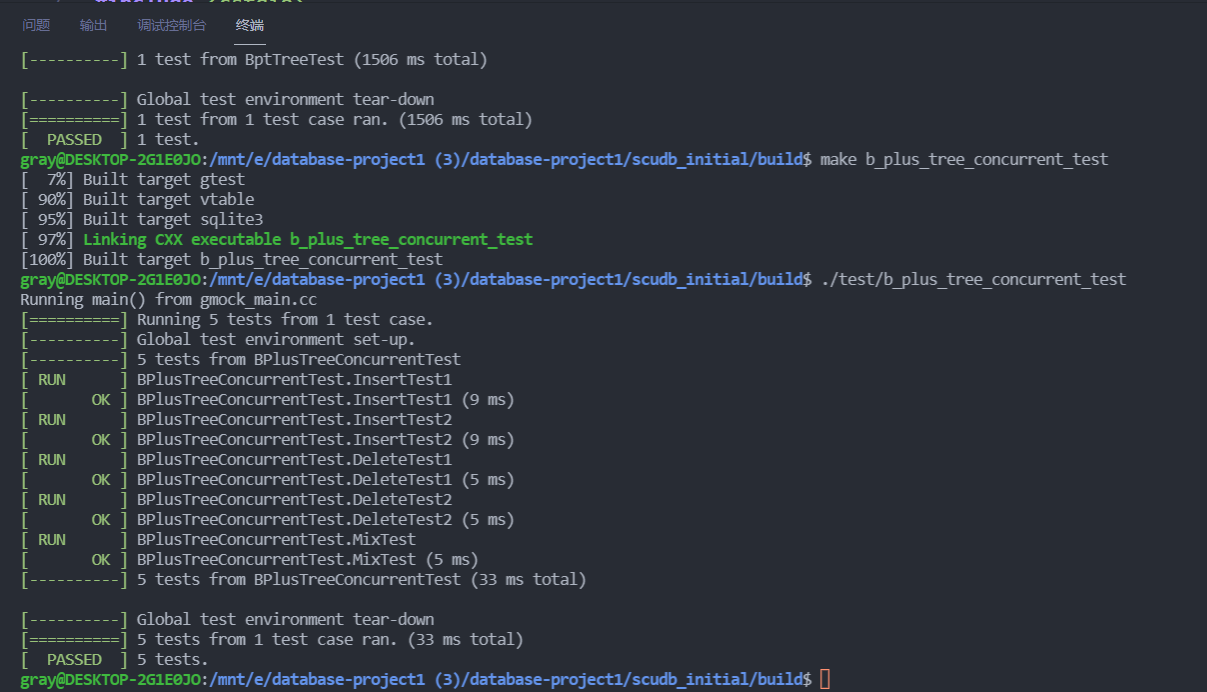 问题 输出 调试控制台 终端
[----------] 1 test from BptTreeTest (1506 ms total)
[----------] Global test environment tear-down
[==========] 1 test from 1 test case ran. (1506 ms total)
[  PASSED  ] 1 test.
gray@DESKTOP-2G1E0JO:/mnt/e/database-project1 (3)/database-project1/scudb_initial/build$ make b_plus_tree_concurrent_test
[  7%] Built target gtest
[ 90%] Built target vtable
[ 95%] Built target sqlite3
[ 97%] Linking CXX executable b_plus_tree_concurrent_test
[100%] Built target b_plus_tree_concurrent_test
gray@DESKTOP-2G1E0JO:/mnt/e/database-project1 (3)/database-project1/scudb_initial/build$ ./test/b_plus_tree_concurrent_test
Running main() from gmock_main.cc
[==========] Running 5 tests from 1 test case.
[----------] Global test environment set-up.
[----------] 5 tests from BPlusTreeConcurrentTest
[ RUN      ] BPlusTreeConcurrentTest.InsertTest1
[       OK ] BPlusTreeConcurrentTest.InsertTest1 (9 ms)
[ RUN      ] BPlusTreeConcurrentTest.InsertTest2
[       OK ] BPlusTreeConcurrentTest.InsertTest2 (9 ms)
[ RUN      ] BPlusTreeConcurrentTest.DeleteTest1
[       OK ] BPlusTreeConcurrentTest.DeleteTest1 (5 ms)
[ RUN      ] BPlusTreeConcurrentTest.DeleteTest2
[       OK ] BPlusTreeConcurrentTest.DeleteTest2 (5 ms)
[ RUN      ] BPlusTreeConcurrentTest.MixTest
[       OK ] BPlusTreeConcurrentTest.MixTest (5 ms)
[----------] 5 tests from BPlusTreeConcurrentTest (33 ms total)
[----------] Global test environment tear-down
[==========] 5 tests from 1 test case ran. (33 ms total)
[  PASSED  ] 5 tests.
gray@DESKTOP-2G1E0JO:/mnt/e/database-project1 (3)/database-project1/scudb_initial/build$